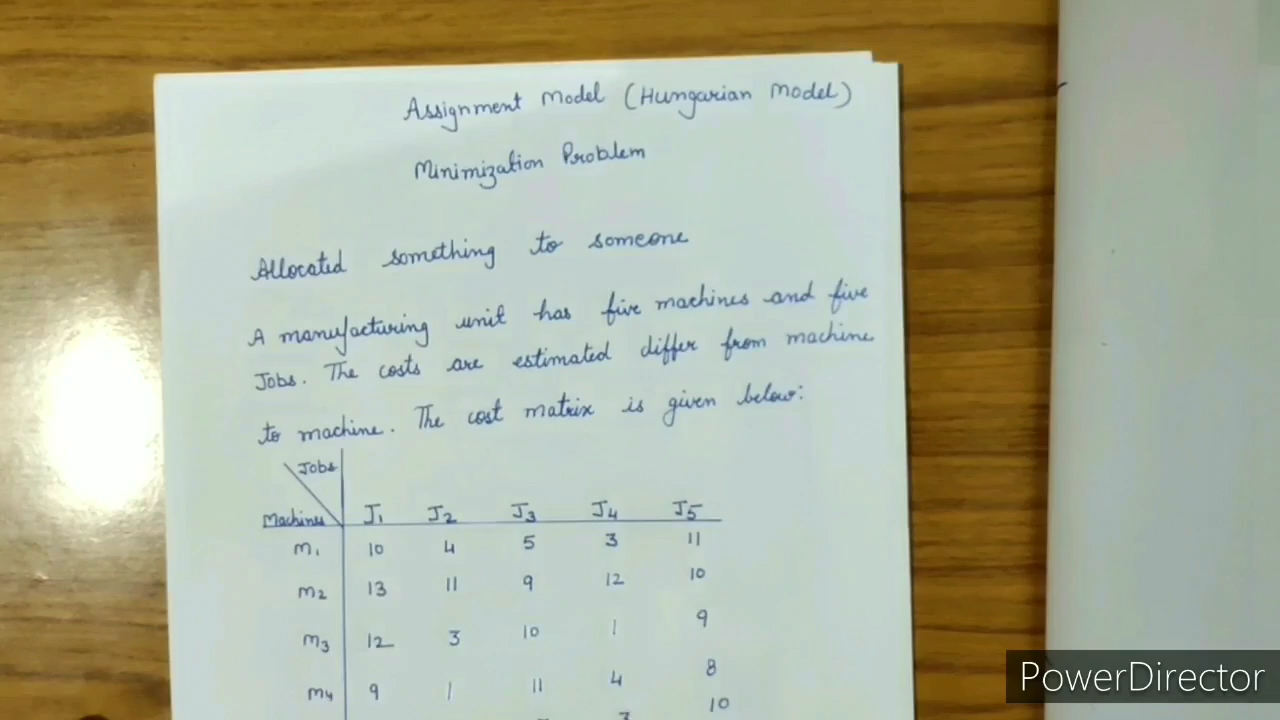 Assignment Model (Hungarian Model)
Minimization Problem
Allocated something to someone
A manufacturing unit has five machines and five
Jobs. The costs are estimated differ from machine
to machine. The cost matrix is given below:
Jobs
Machines J1 J2 J3 J4 J5
M1 10 4 5 3 11
M2 13 11 9 12 10
M3 12 3 10 1 9
M4 9 1 11 4 8
10
PowerDirector